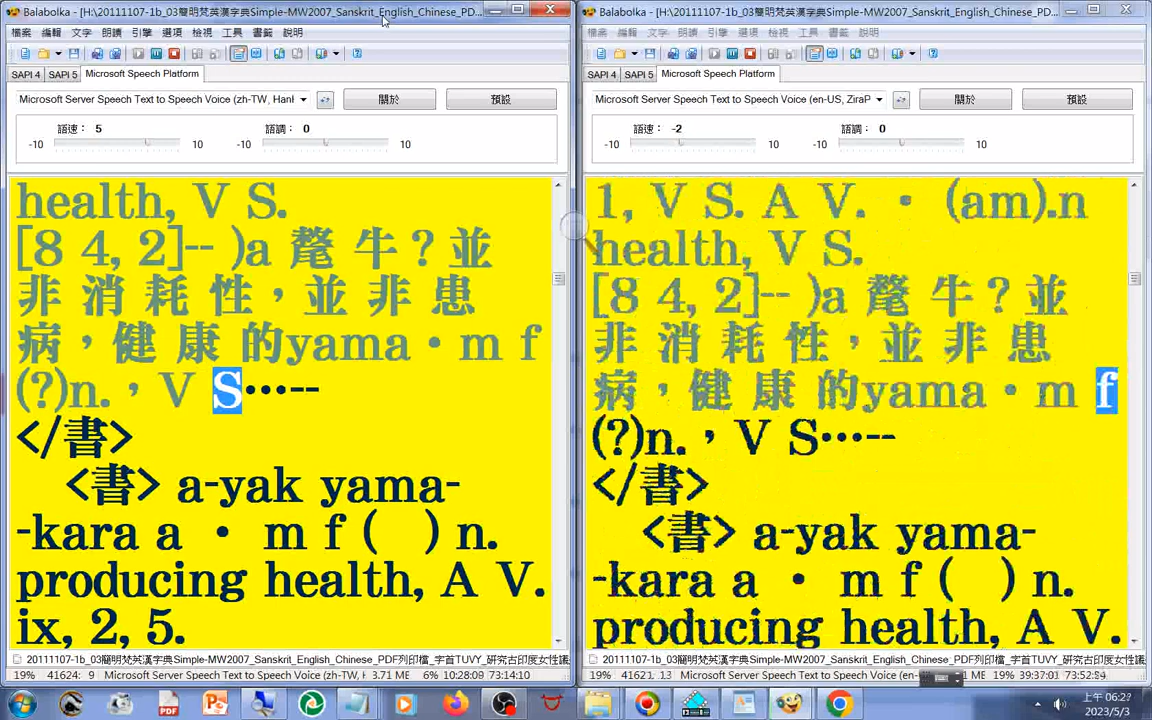 Balabolka - [H:\20111107-1b_03簡明梵英漢字典Simple-MW2007_Sanskrit_English_Chinese_PD...
檔案 編輯 文字 朗讀 引擎 選項 檢視 工具 書籤 說明
SAPI 4 SAPI 5 Microsoft Speech Platform
Microsoft Server Speech Text to Speech Voice (zh-TW, Hanl
關於 預設
語速： 5 語調： 0
-10 10 -10 10
health, V S.
[8 4, 2]-- )a 氂 牛？並
非 消 耗 性，並 非 患
病，健 康 的yama・m f
(?)n.，V S…--
</書>
<書> a-yak yama-
-kara a ・ m f ( ) n.
producing health, A V.
ix, 2, 5.
20111107-1b_03簡明梵英漢字典Simple-MW2007_Sanskrit_English_Chinese_PDF列印檔_字首TUVY_研究古印度女性議
19% 41624: 9 Microsoft Server Speech Text to Speech Voice (zh-TW, H 3.71 ME 6% 10:28:09 73:14:10
Balabolka - [H:\20111107-1b_03簡明梵英漢字典Simple-MW2007_Sanskrit_English_Chinese_PD...
檔案 編輯 文字 朗讀 引擎 選項 檢視 工具 書籤 說明
SAPI 4 SAPI 5 Microsoft Speech Platform
Microsoft Server Speech Text to Speech Voice (en-US, ZiraP
關於 預設
語速： -2 語調： 0
-10 10 -10 10
1, V S. A V. ・ (am).n
health, V S.
[8 4, 2]-- )a 氂 牛？並
非 消 耗 性，並 非 患
病，健 康 的yama・m f
(?)n.，V S…--
</書>
<書> a-yak yama-
-kara a ・ m f ( ) n.
producing health, A V.
20111107-1b_03簡明梵英漢字典Simple-MW2007_Sanskrit_English_Chinese_PDF列印檔_字首TUVY_研究古印度女性議
19% 41621, 13 Microsoft Server Speech Text to Speech Voice 19% 39:37:01 73:52:84
上午 06:2?
2023/5/3